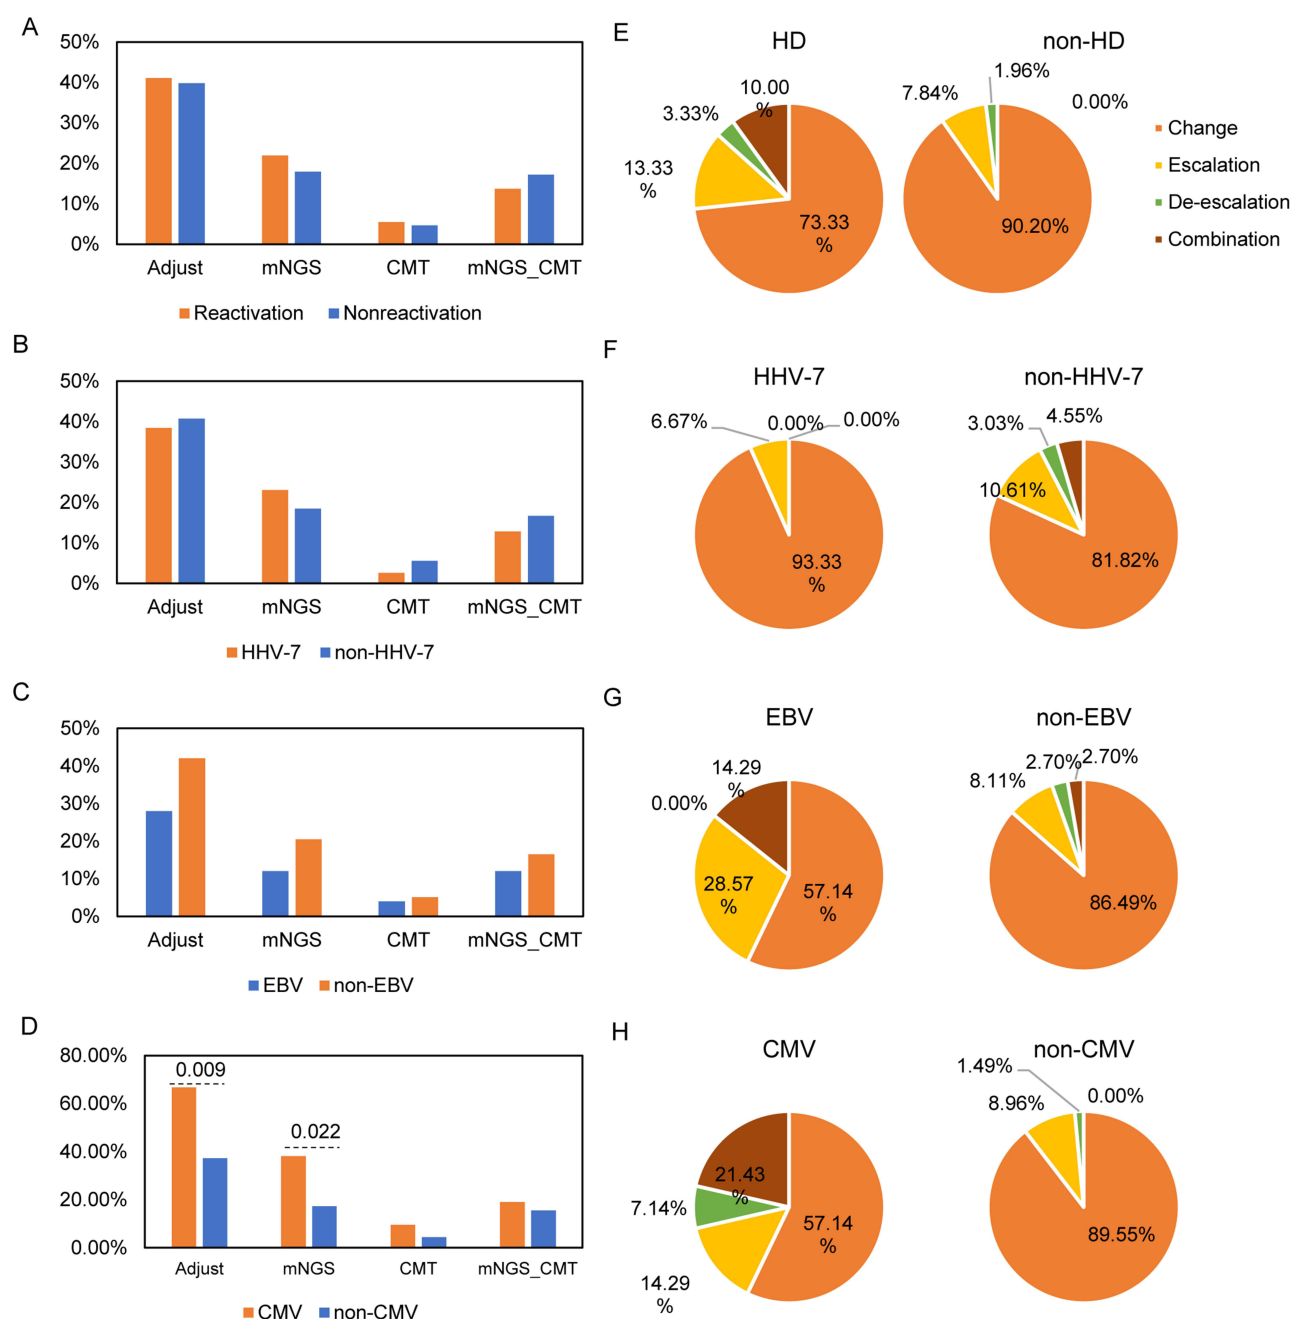 A
50%
40%
30%
20%
10%
0%
Adjust mNGS CMT mNGS_CMT
Reactivation Nonreactivation
B
50%
40%
30%
20%
10%
0%
Adjust mNGS CMT mNGS_CMT
HHV-7 non-HHV-7
C
50%
40%
30%
20%
10%
0%
Adjust mNGS CMT mNGS_CMT
EBV non-EBV
D
80.00%
60.00%
40.00%
20.00%
0.00%
0.009
0.022
Adjust mNGS CMT mNGS_CMT
CMV non-CMV
E
HD
10.00
%
3.33%
13.33
%
73.33
%
non-HD
1.96%
7.84%
0.00%
90.20%
Change
Escalation
De-escalation
Combination
F
HHV-7
6.67%
0.00%
0.00%
93.33
%
non-HHV-7
3.03%
4.55%
10.61%
81.82%
G
EBV
14.29
%
0.00%
28.57
%
57.14
%
non-EBV
8.11%
2.70%
2.70%
86.49%
H
CMV
21.43
%
7.14%
14.29
%
57.14
%
non-CMV
1.49%
8.96%
0.00%
89.55%